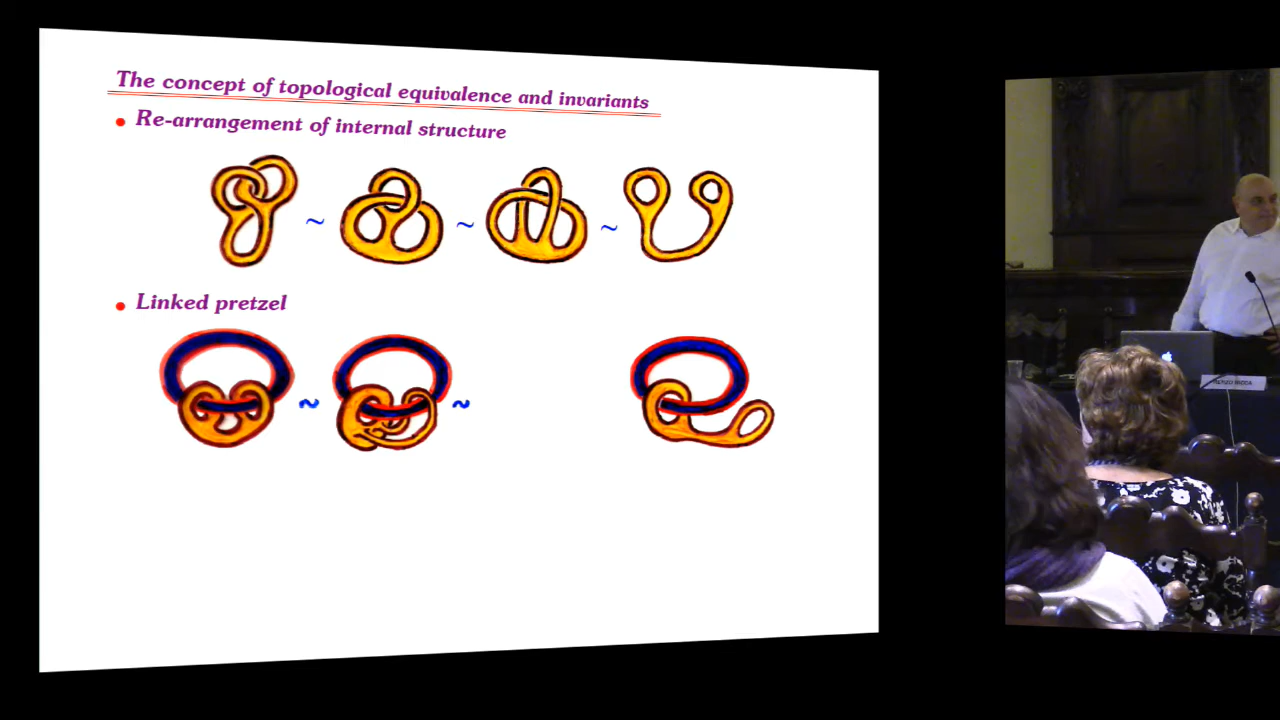 The concept of topological equivalence and invariants
• Re-arrangement of internal structure
~ ~ ~
• Linked pretzel
~ ~